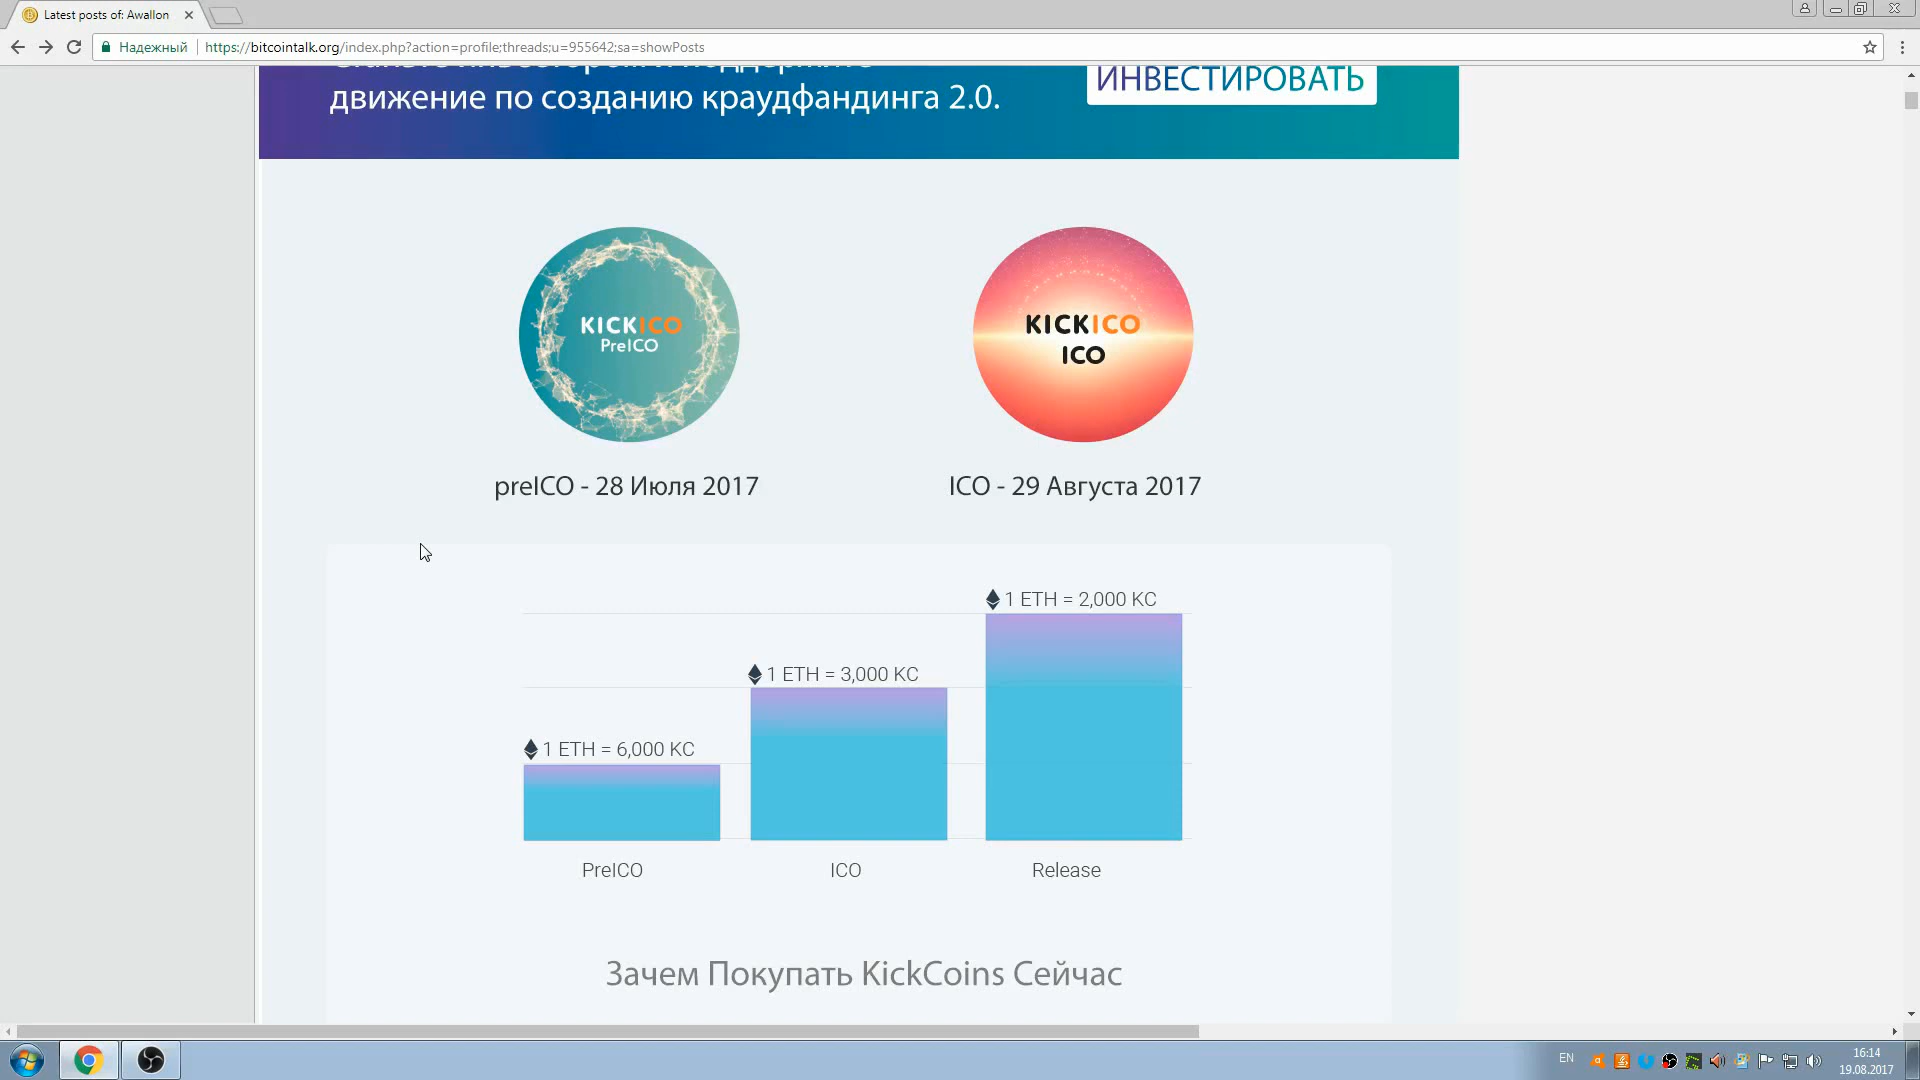 Latest posts of: Awallon
Надежный
https://bitcointalk.org/index.php?action=profile;threads;u=955642;sa=showPosts
движение по созданию краудфандинга 2.0.
ИНВЕСТИРОВАТЬ
KICKICO
PreICO
KICKICO
ICO
preICO - 28 Июля 2017
ICO - 29 Августа 2017
1 ETH = 2,000 KC
1 ETH = 3,000 KC
1 ETH = 6,000 KC
PreICO
ICO
Release
Зачем Покупать KickCoins Сейчас
EN
16:14
19.08.2017